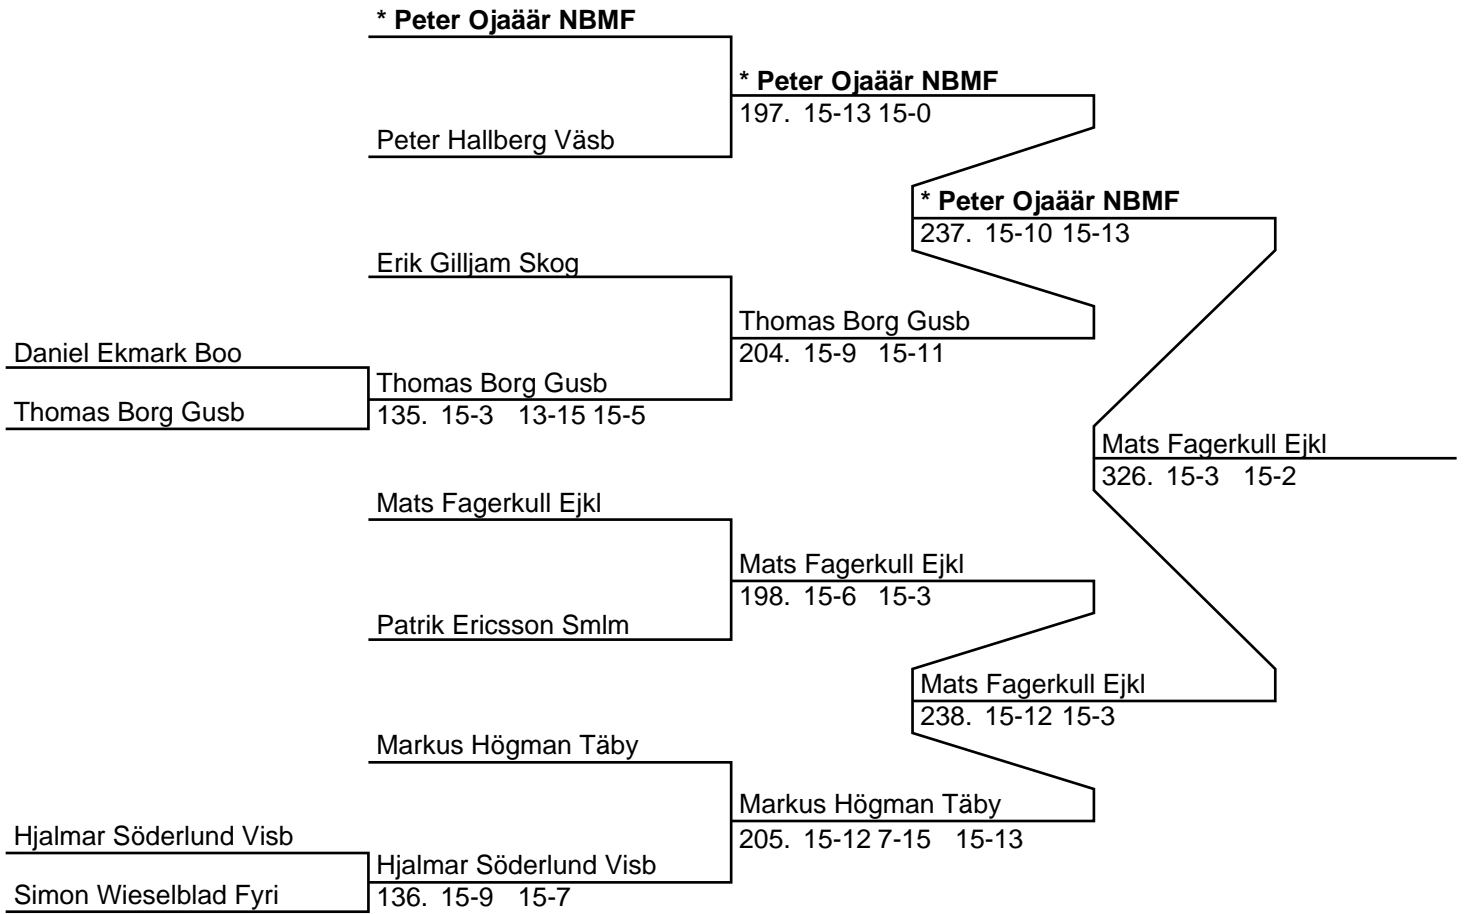 * Peter Ojaäär NBMF
* Peter Ojaäär NBMF
197. 15-13 15-0
Peter Hallberg Väsb
* Peter Ojaäär NBMF
237. 15-10 15-13
Erik Gilljam Skog
Thomas Borg Gusb
204. 15-9 15-11
Daniel Ekmark Boo
Thomas Borg Gusb
135. 15-3 13-15 15-5
Thomas Borg Gusb
Mats Fagerkull Ejkl
326. 15-3 15-2
Mats Fagerkull Ejkl
Mats Fagerkull Ejkl
198. 15-6 15-3
Patrik Ericsson Smlm
Mats Fagerkull Ejkl
238. 15-12 15-3
Markus Högman Täby
Markus Högman Täby
205. 15-12 7-15 15-13
Hjalmar Söderlund Visb
Hjalmar Söderlund Visb
136. 15-9 15-7
Simon Wieselblad Fyri